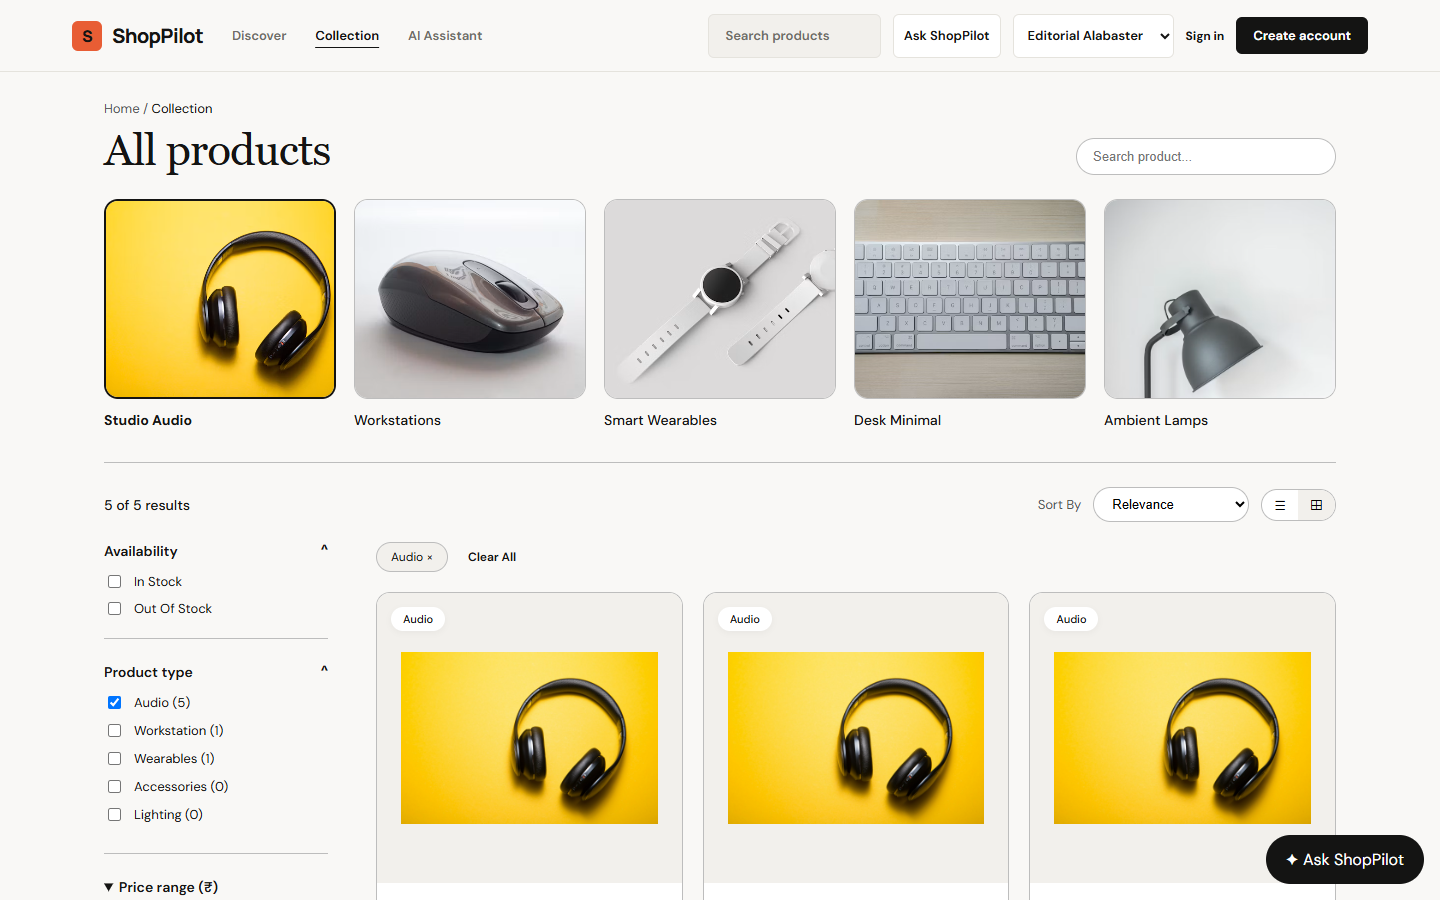 S ShopPilot Discover Collection AI Assistant Search products Ask ShopPilot Editorial Alabaster Sign in Create account
Home / Collection
All products
Search product...
Studio Audio Workstations Smart Wearables Desk Minimal Ambient Lamps
5 of 5 results Sort By Relevance
Availability ^
In Stock
Out Of Stock
Product type ^
Audio (5)
Workstation (1)
Wearables (1)
Accessories (0)
Lighting (0)
▼ Price range (₹)
Audio × Clear All
Audio Audio Audio
✦ Ask ShopPilot